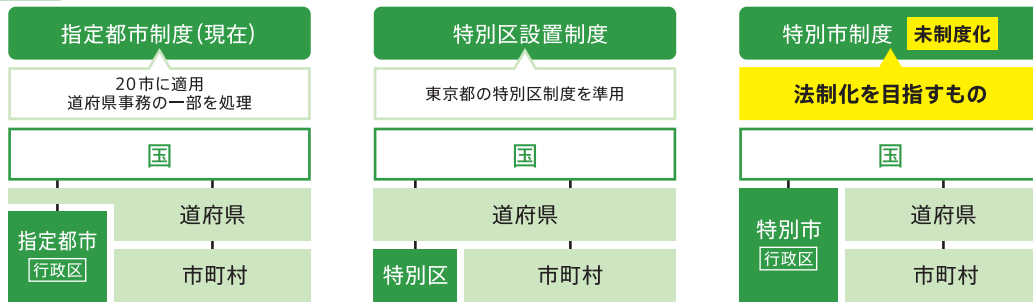 指定都市制度(現在)
20市に適用
道府県事務の一部を処理
国
道府県
指定都市
行政区
市町村
特別区設置制度
東京都の特別区制度を準用
国
道府県
特別区
市町村
特別市制度 未制度化
法制化を目指すもの
国
特別市
行政区
道府県
市町村